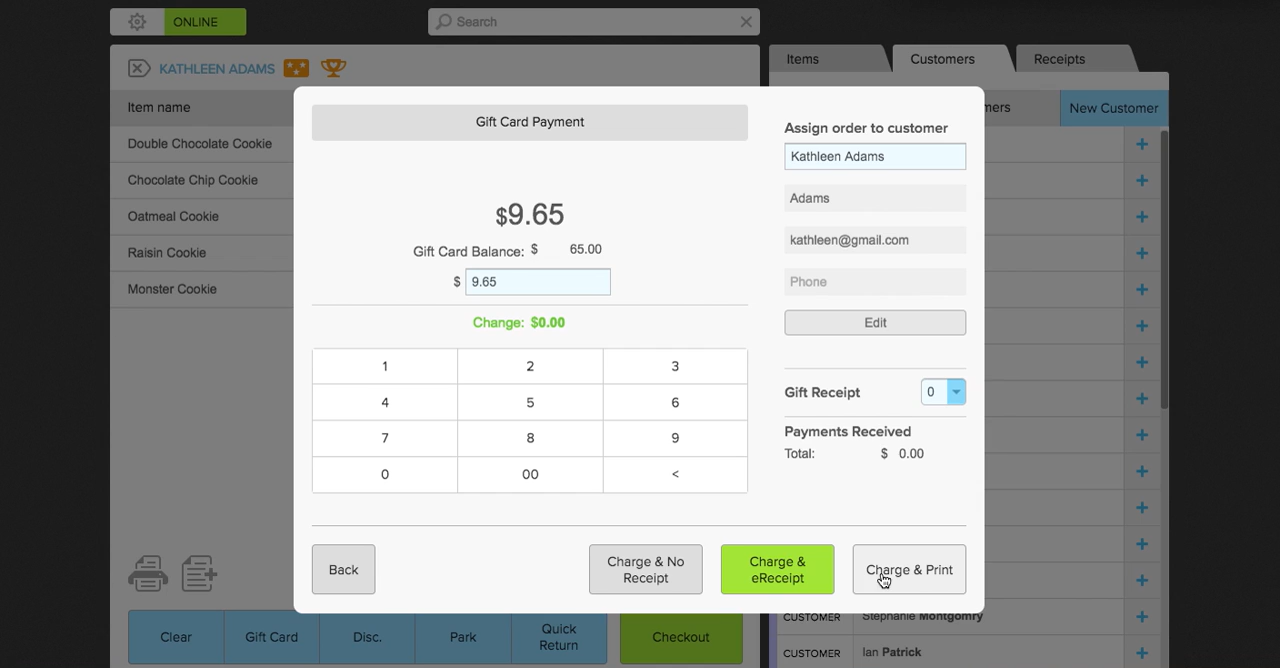 ONLINE
Search
KATHLEEN ADAMS
Items
Customers
Receipts
Item name
mers
New Customer
Double Chocolate Cookie
Chocolate Chip Cookie
Oatmeal Cookie
Raisin Cookie
Monster Cookie
Gift Card Payment
$9.65
Gift Card Balance: $ 65.00
$ 9.65
Change: $0.00
1 2 3
4 5 6
7 8 9
0 00 <
Assign order to customer
Kathleen Adams
Adams
kathleen@gmail.com
Phone
Edit
Gift Receipt 0
Payments Received
Total: $ 0.00
Back
Charge & No
Receipt
Charge &
eReceipt
Charge & Print
Clear
Gift Card
Disc.
Park
Quick
Return
Checkout
CUSTOMER Stephanie Montgomry
CUSTOMER Ian Patrick